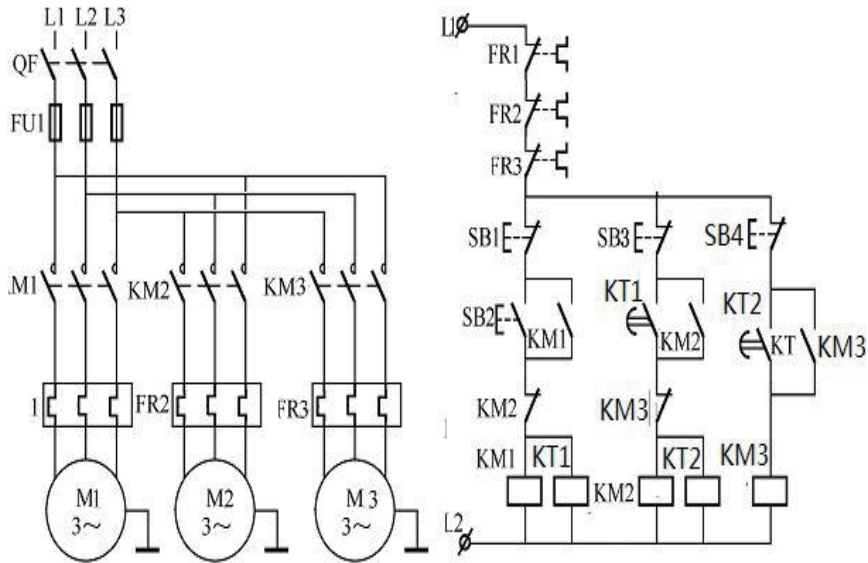 L1 L2 L3
QF
FU1
M1 KM2 KM3
1 FR2 FR3
M1
3~
M2
3~
M3
3~
L1
FR1
FR2
FR3
SB1 SB3 SB4
KT1 KT2
SB2 KM1 KM2 KT KM3
KM2 KM3
KM1 KT1 KM2 KT2 KM3
L2